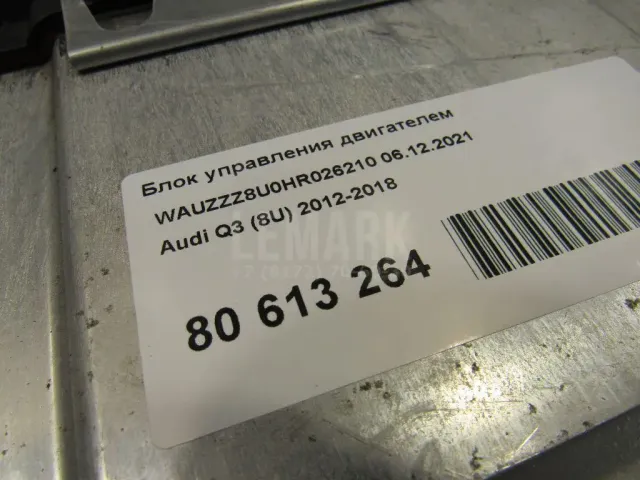 Блок управления двигателем
WAUZZZ8U0HR026210 06.12.2021
Audi Q3 (8U) 2012-2018
LEMARK
80 613 264